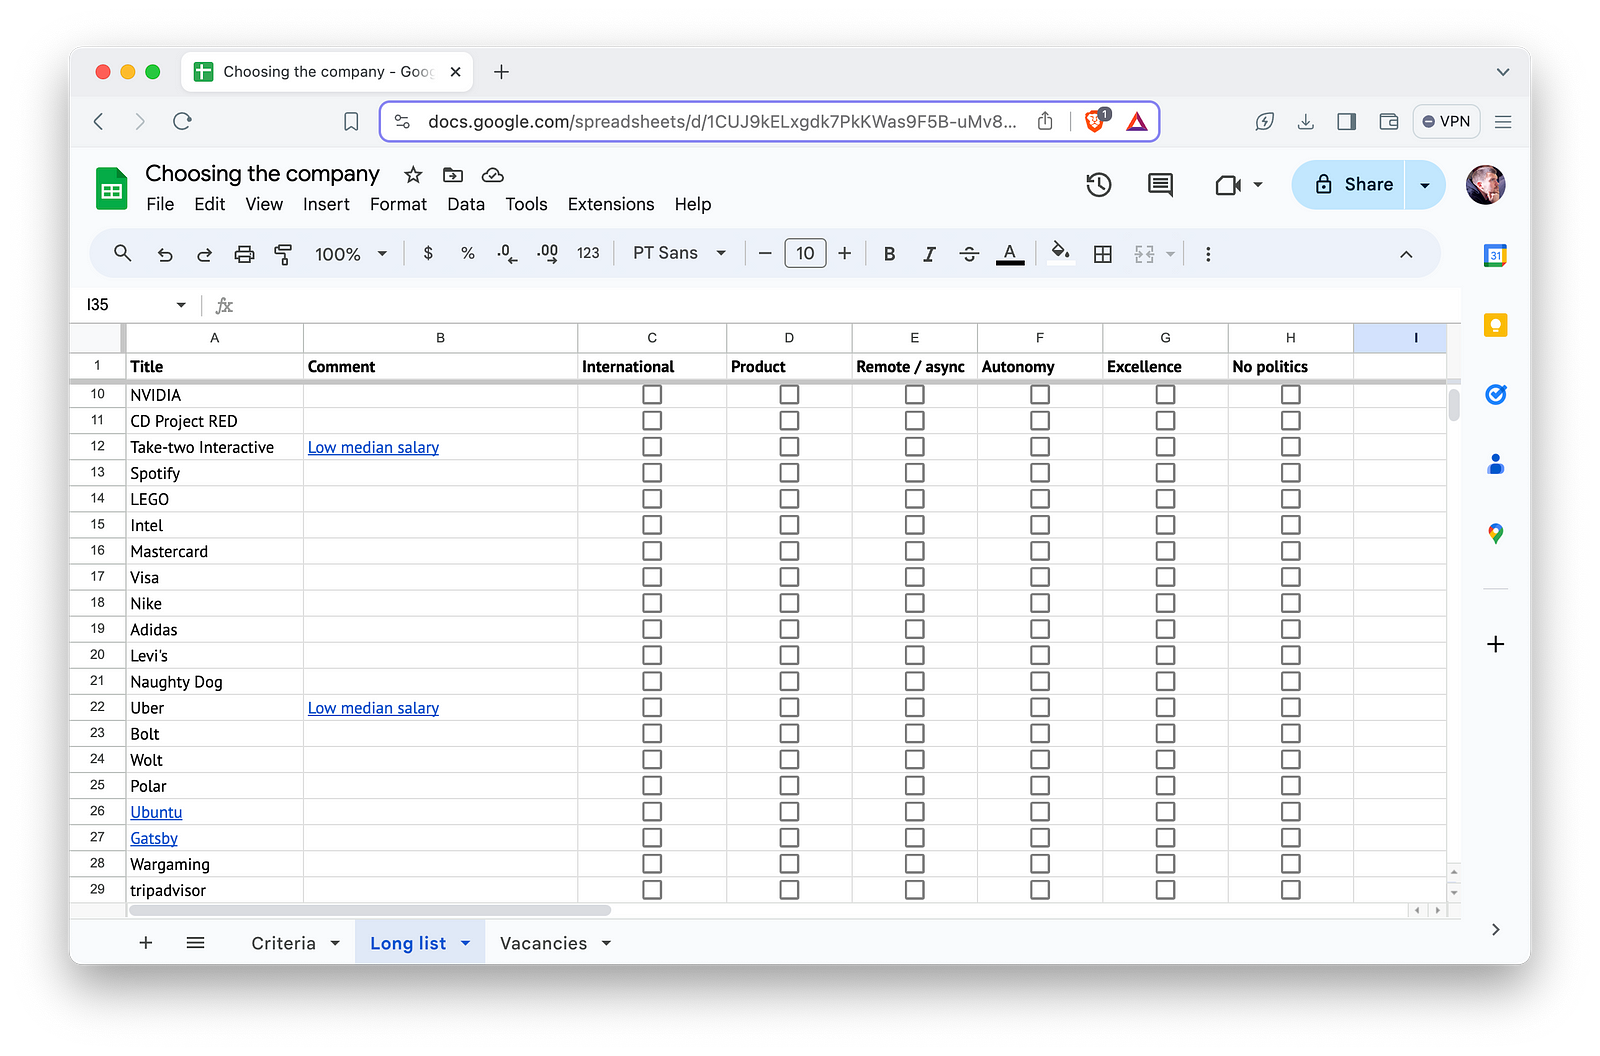 Choosing the company - Goog
docs.google.com/spreadsheets/d/1CUJ9kELxgdk7PkKWas9F5B-uMv8...
1
VPN
Choosing the company
File Edit View Insert Format Data Tools Extensions Help
Share
100% $ % .0 .00 123 PT Sans 10 B I S A
31
I35 fx
A B C D E F G H I
1 Title Comment International Product Remote / async Autonomy Excellence No politics
10 NVIDIA
11 CD Project RED
12 Take-two Interactive Low median salary
13 Spotify
14 LEGO
15 Intel
16 Mastercard
17 Visa
18 Nike
19 Adidas
20 Levi's
21 Naughty Dog
22 Uber Low median salary
23 Bolt
24 Wolt
25 Polar
26 Ubuntu
27 Gatsby
28 Wargaming
29 tripadvisor
Criteria Long list Vacancies